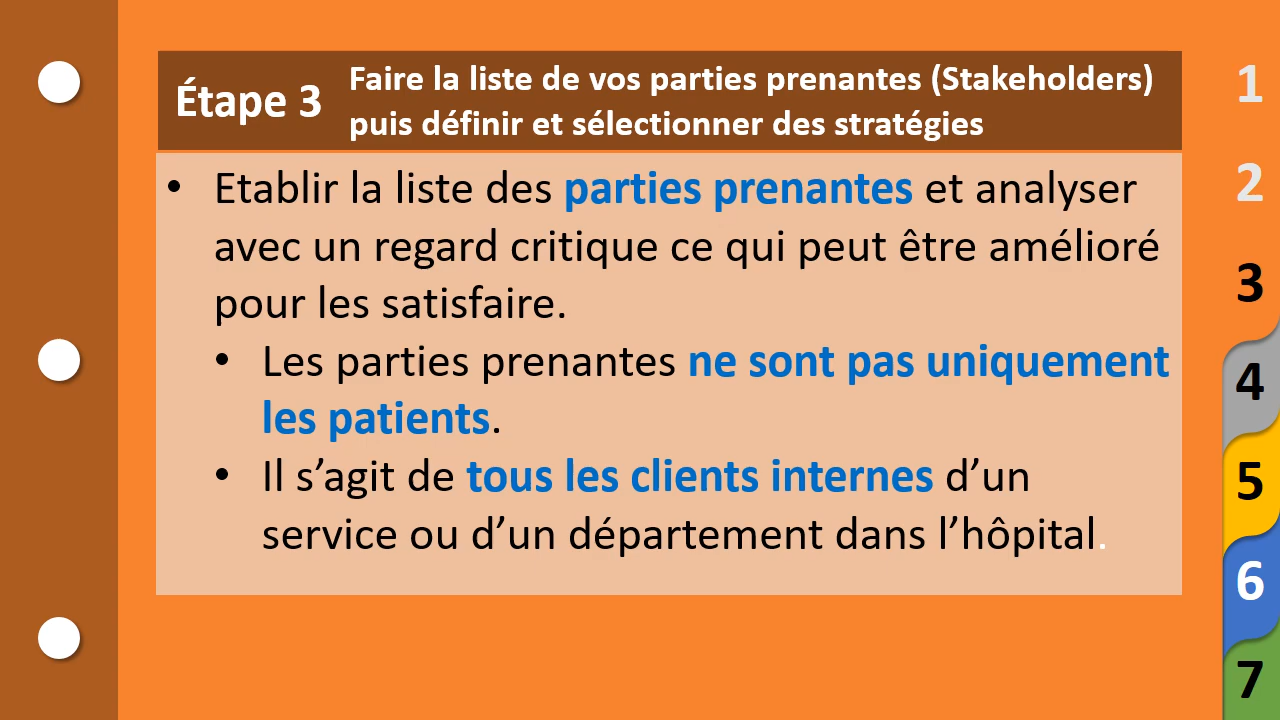 Étape 3
Faire la liste de vos parties prenantes (Stakeholders)
puis définir et sélectionner des stratégies
• Etablir la liste des parties prenantes et analyser
avec un regard critique ce qui peut être amélioré
pour les satisfaire.
• Les parties prenantes ne sont pas uniquement
les patients.
• Il s’agit de tous les clients internes d’un
service ou d’un département dans l’hôpital.
1
2
3
4
5
6
7